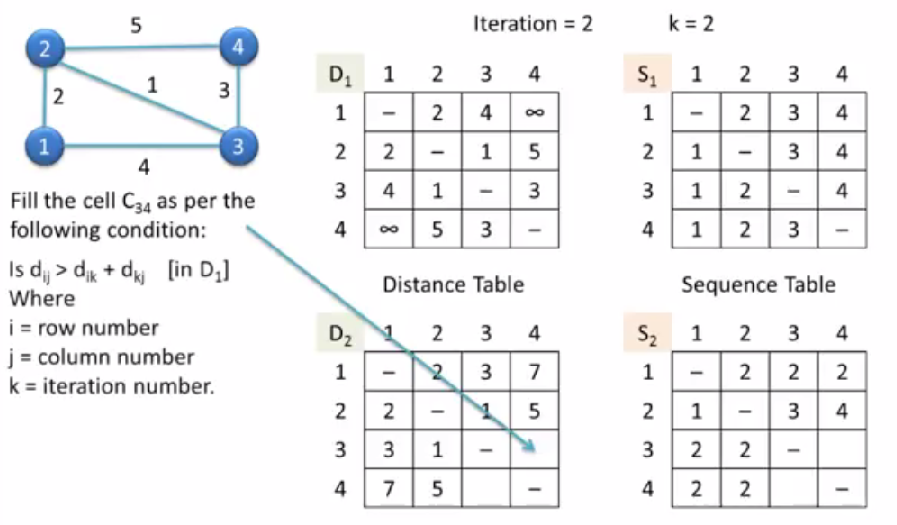 Iteration = 2 k = 2
5
2 4
2 1 3
1 3
4
Fill the cell C34 as per the
following condition:
Is dij > dik + dkj [in D1]
Where
i = row number
j = column number
k = iteration number.
D1 1 2 3 4
1 – 2 4 ∞
2 2 – 1 5
3 4 1 – 3
4 ∞ 5 3 –
Distance Table
S1 1 2 3 4
1 – 2 3 4
2 1 – 3 4
3 1 2 – 4
4 1 2 3 –
Sequence Table
D2 1 2 3 4
1 – 2 3 7
2 2 – 1 5
3 3 1 –
4 7 5 –
S2 1 2 3 4
1 – 2 2 2
2 1 – 3 4
3 2 2 –
4 2 2 –